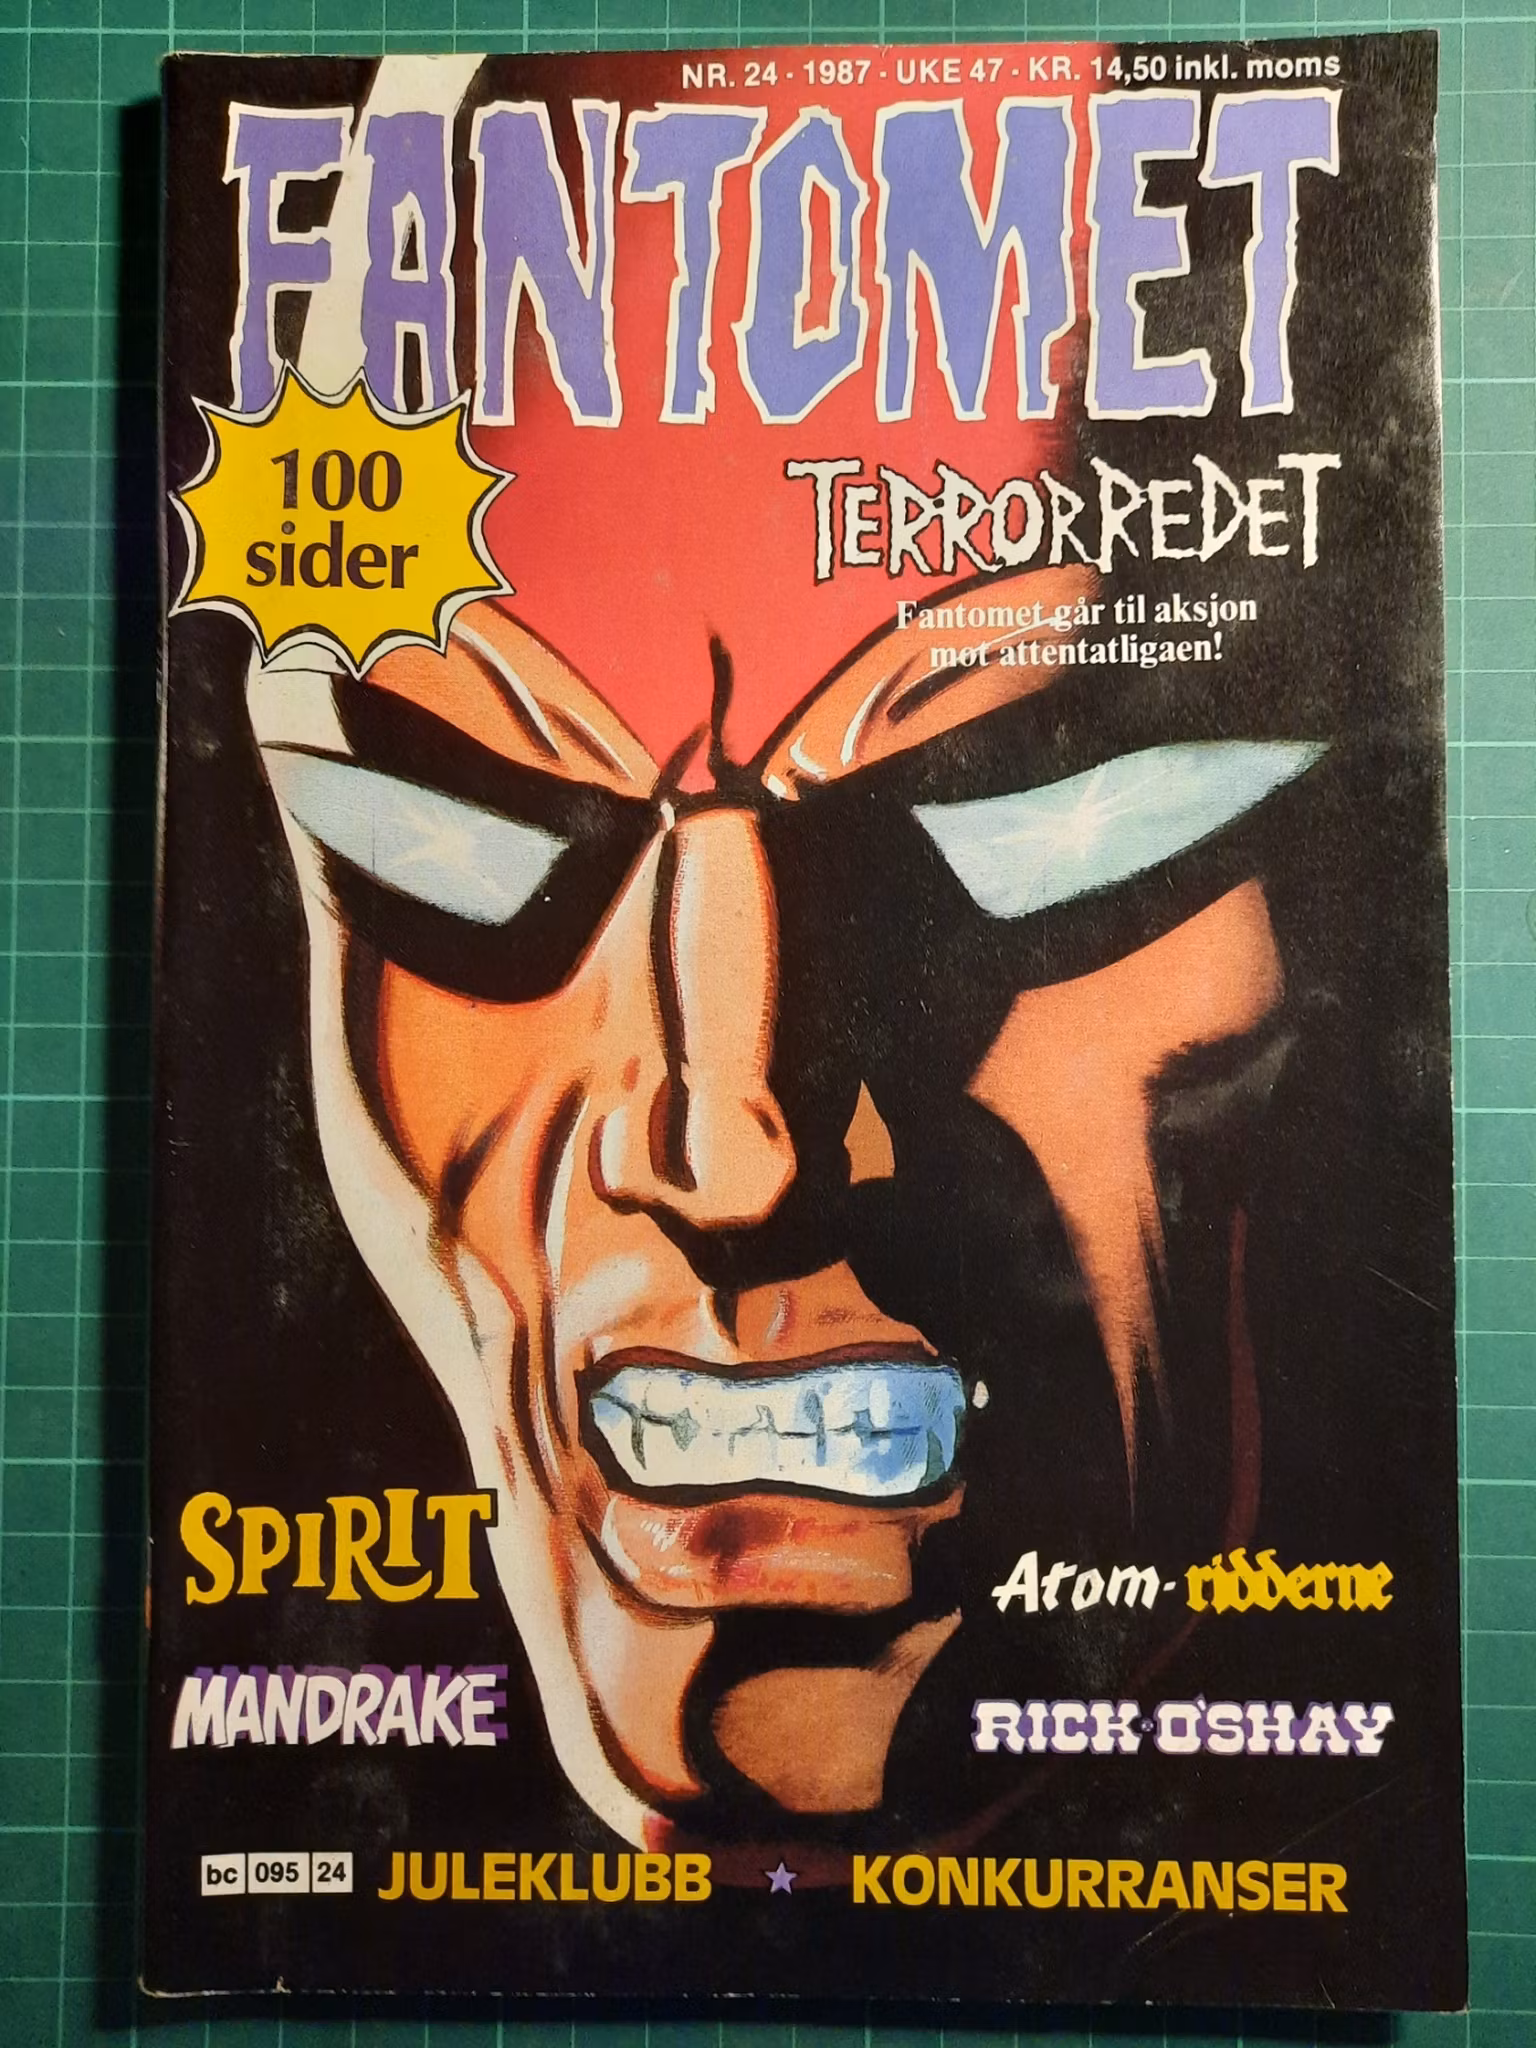 NR. 24 · 1987 · UKE 47 · KR. 14,50 inkl. moms
FANTOMET
100
sider
TERRORREDET
Fantomet går til aksjon
mot attentatligaen!
SPIRIT
Atom-ridderne
MANDRAKE
RICK O'SHAY
bc 095 24 JULEKLUBB ★ KONKURRANSER